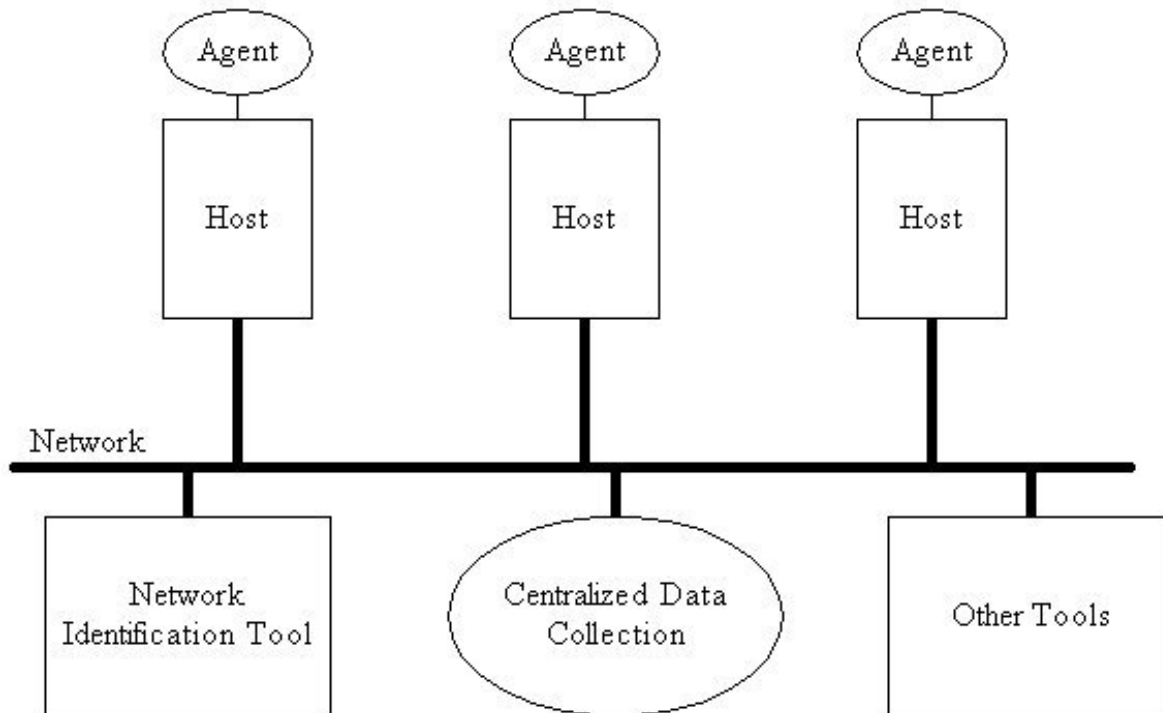 Agent
Agent
Agent
Host
Host
Host
Network
Network
Identification Tool
Centralized Data
Collection
Other Tools